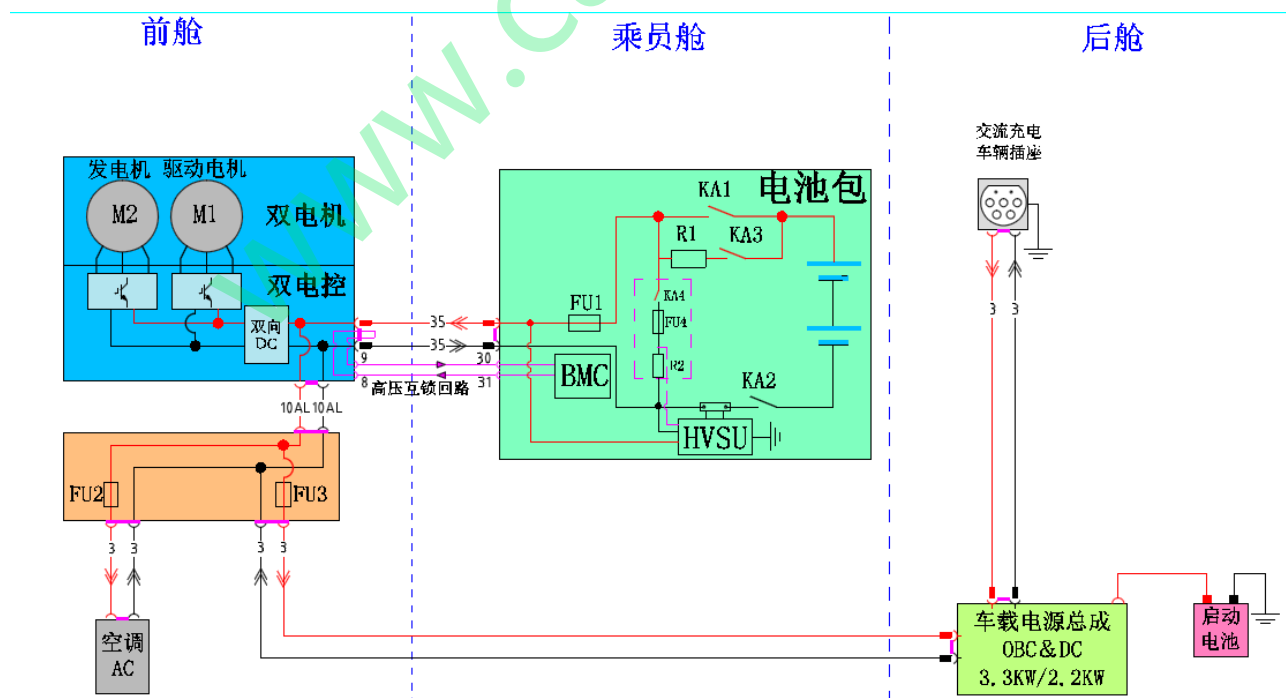 www.c
前舱
乘员舱
后舱
交流充电
车辆插座
发电机 驱动电机
M2 M1 双电机
双电控
双向
DC
电池包
KA1
R1 KA3
KA4
FU1
FU4
R2
KA2
BMC
HVSU
35
35
9 30
8 高压互锁回路 31
10AL 10AL
FU2 FU3
3 3 3 3
空调
AC
3 3
车载电源总成
OBC&DC
3.3KW/2.2KW
启动
电池